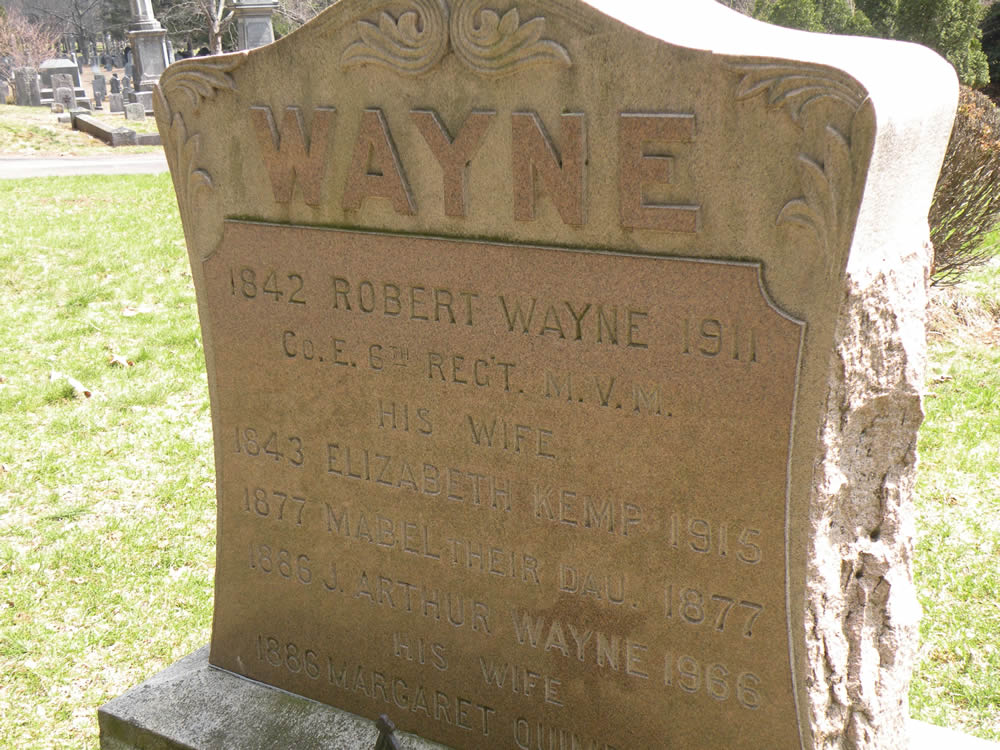 WAYNE
1842 ROBERT WAYNE 1911
CO. E. 6TH REG'T. M.V.M.
HIS WIFE
1843 ELIZABETH KEMP 1915
1877 MABEL THEIR DAU. 1877
1886 J. ARTHUR WAYNE 1966
HIS WIFE
1886 MARGARET